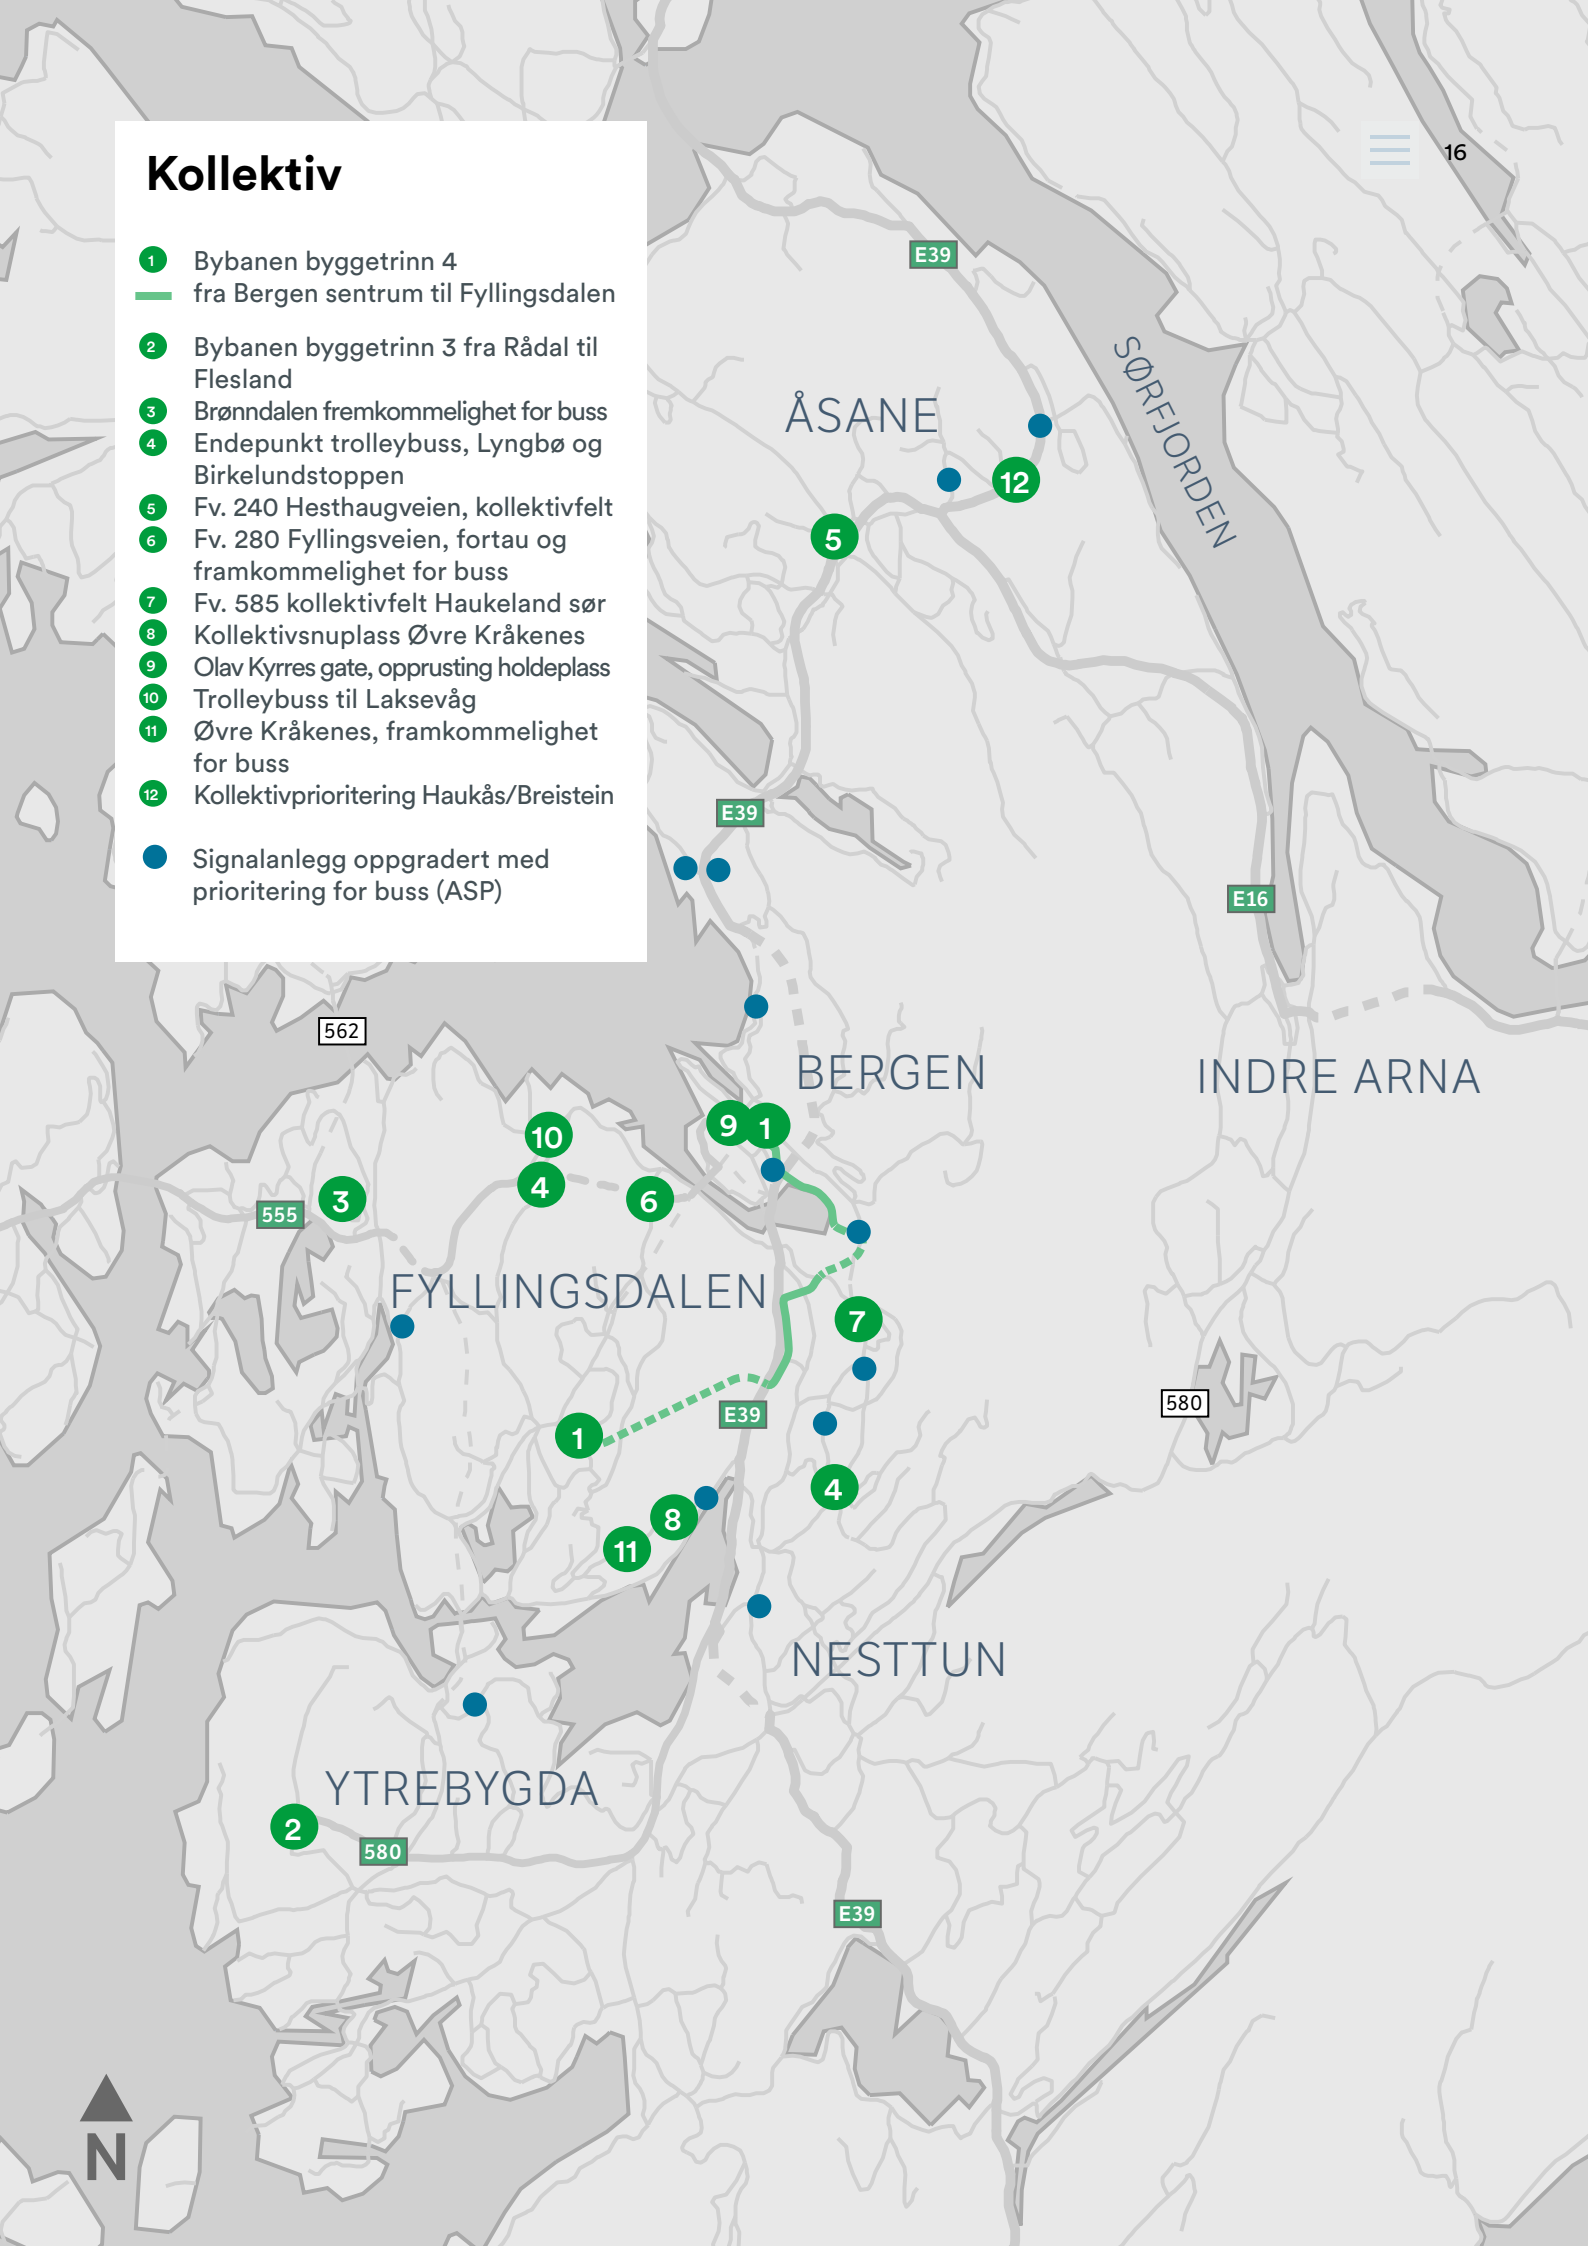 16
Kollektiv
1 Bybanen byggetrinn 4
fra Bergen sentrum til Fyllingsdalen
2 Bybanen byggetrinn 3 fra Rådal til
Flesland
3 Brønndalen fremkommelighet for buss
4 Endepunkt trolleybuss, Lyngbø og
Birkelundstoppen
5 Fv. 240 Hesthaugveien, kollektivfelt
6 Fv. 280 Fyllingsveien, fortau og
framkommelighet for buss
7 Fv. 585 kollektivfelt Haukeland sør
8 Kollektivsnuplass Øvre Kråkenes
9 Olav Kyrres gate, opprusting holdeplass
10 Trolleybuss til Laksevåg
11 Øvre Kråkenes, framkommelighet
for buss
12 Kollektivprioritering Haukås/Breistein
Signalanlegg oppgradert med
prioritering for buss (ASP)
E39
SØRFJORDEN
ÅSANE
12
5
E39
E16
562
BERGEN
INDRE ARNA
9
1
10
4
3
6
555
FYLLINGSDALEN
7
580
E39
1
4
8
11
NESTTUN
YTREBYGDA
2
580
E39
N